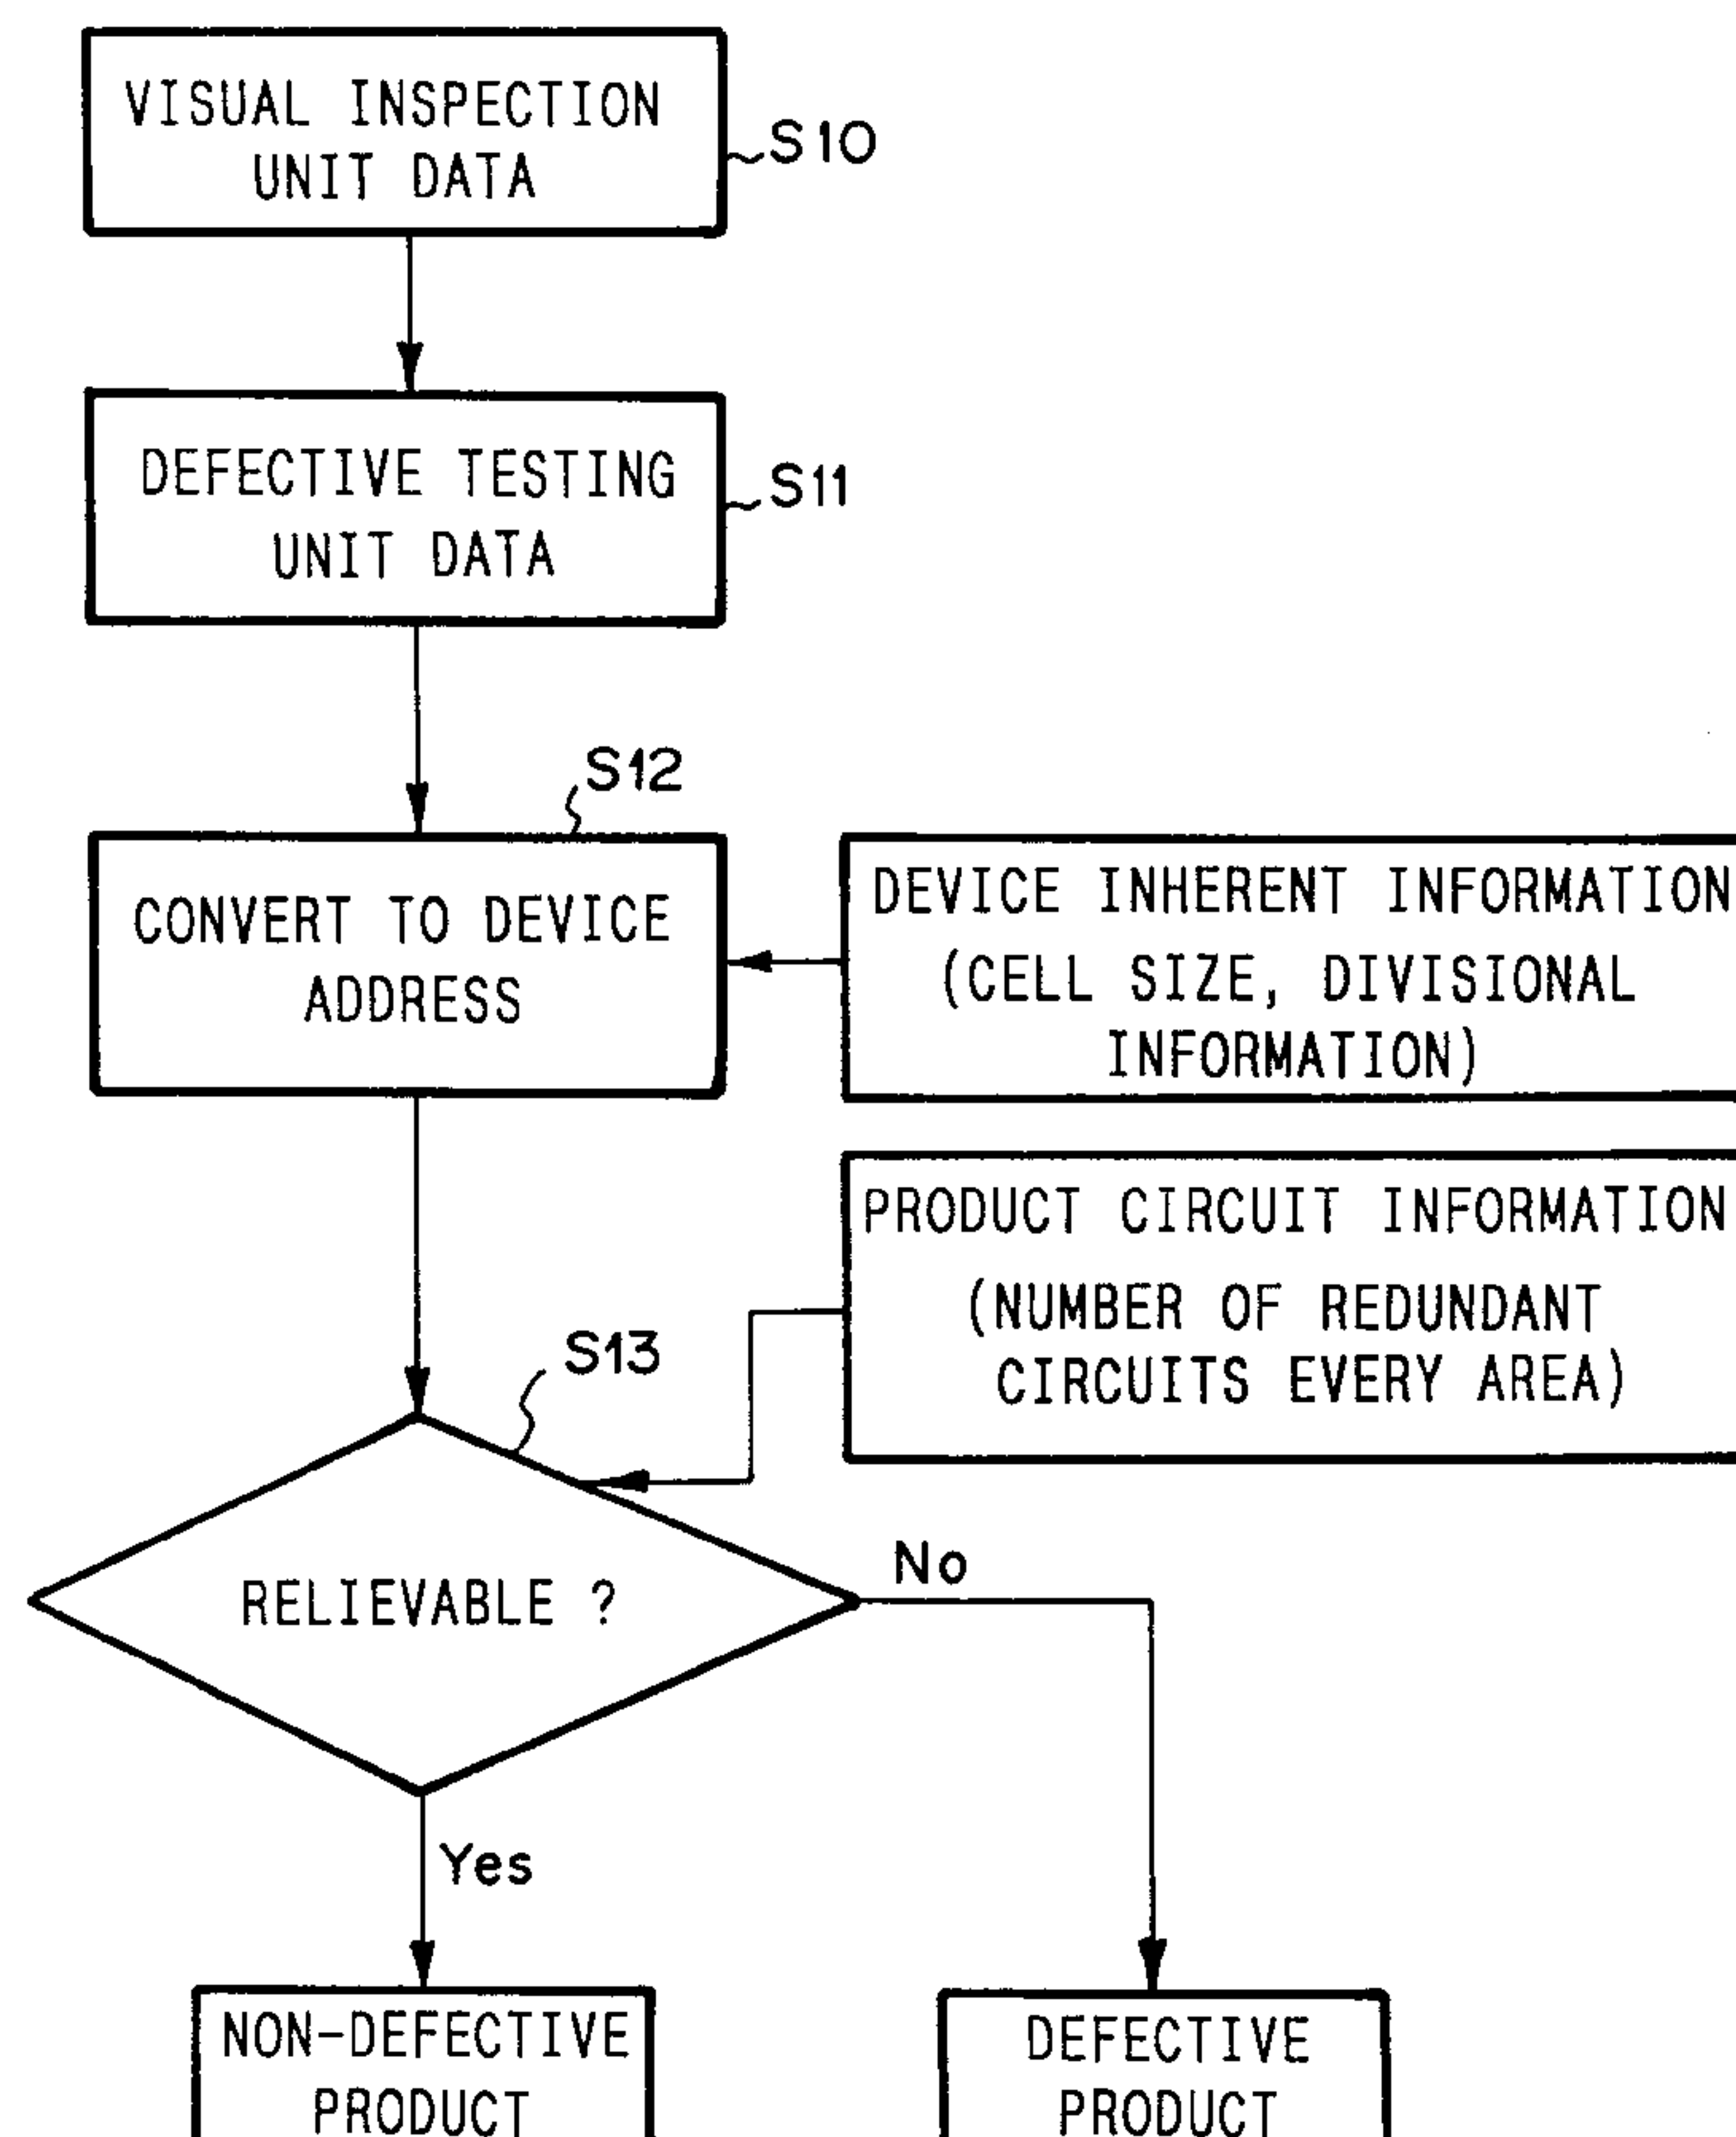 VISUAL INSPECTION
UNIT DATA
S10
DEFECTIVE TESTING
UNIT DATA
S11
S12
CONVERT TO DEVICE
ADDRESS
DEVICE INHERENT INFORMATION
(CELL SIZE, DIVISIONAL
INFORMATION)
PRODUCT CIRCUIT INFORMATION
(NUMBER OF REDUNDANT
CIRCUITS EVERY AREA)
S13
RELIEVABLE ?
No
Yes
NON-DEFECTIVE
PRODUCT
DEFECTIVE
PRODUCT